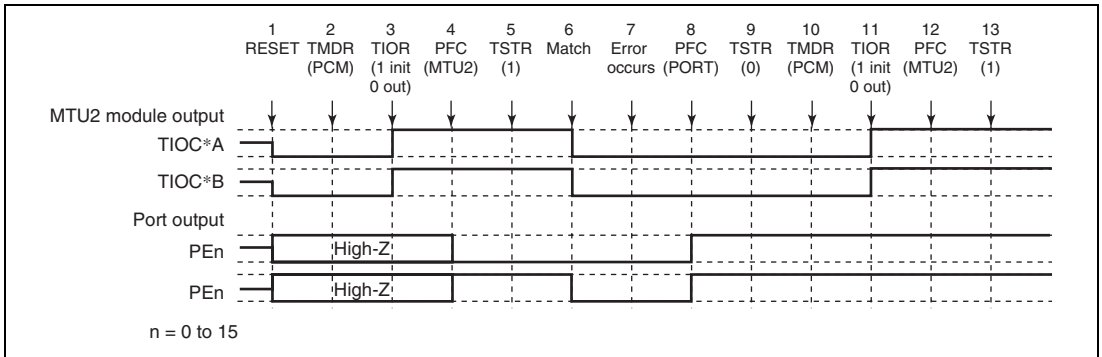 1 2 3 4 5 6 7 8 9 10 11 12 13
RESET TMDR TIOR PFC TSTR Match Error PFC TSTR TMDR TIOR PFC TSTR
(PCM) (1 init (MTU2) (1) occurs (PORT) (0) (PCM) (1 init (MTU2) (1)
0 out) 0 out)
MTU2 module output
TIOC*A
TIOC*B
Port output
PEn High-Z
PEn High-Z
n = 0 to 15